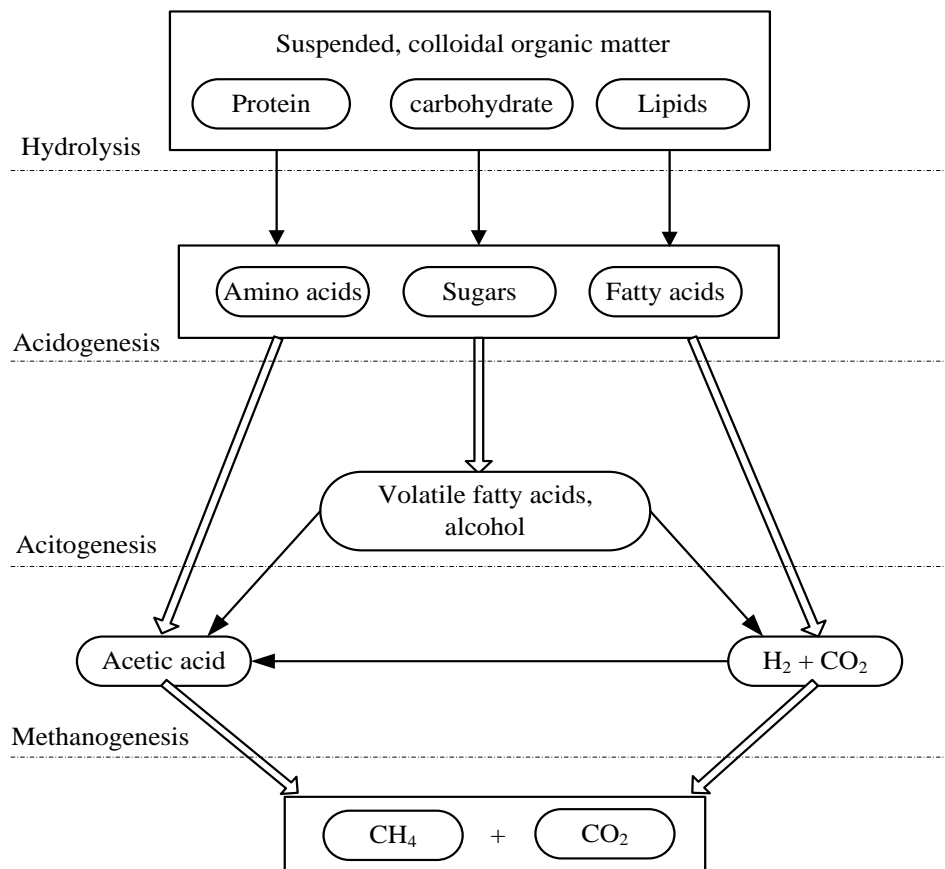 Suspended, colloidal organic matter
Protein
carbohydrate
Lipids
Hydrolysis
Amino acids
Sugars
Fatty acids
Acidogenesis
Volatile fatty acids,
alcohol
Acitogenesis
Acetic acid
H₂ + CO₂
Methanogenesis
CH₄ + CO₂